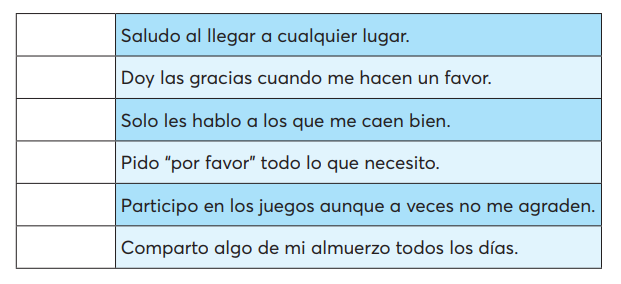 Saludo al llegar a cualquier lugar.
Doy las gracias cuando me hacen un favor.
Solo les hablo a los que me caen bien.
Pido “por favor” todo lo que necesito.
Participo en los juegos aunque a veces no me agraden.
Comparto algo de mi almuerzo todos los días.